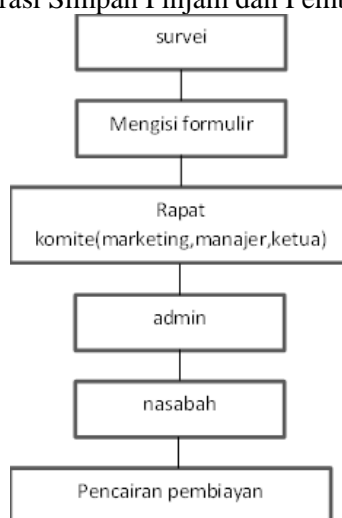 Simpan Pinjam dan
survei
Mengisi formulir
Rapat
komite(marketing,manajer,ketua)
admin
nasabah
Pencairan pembiayan